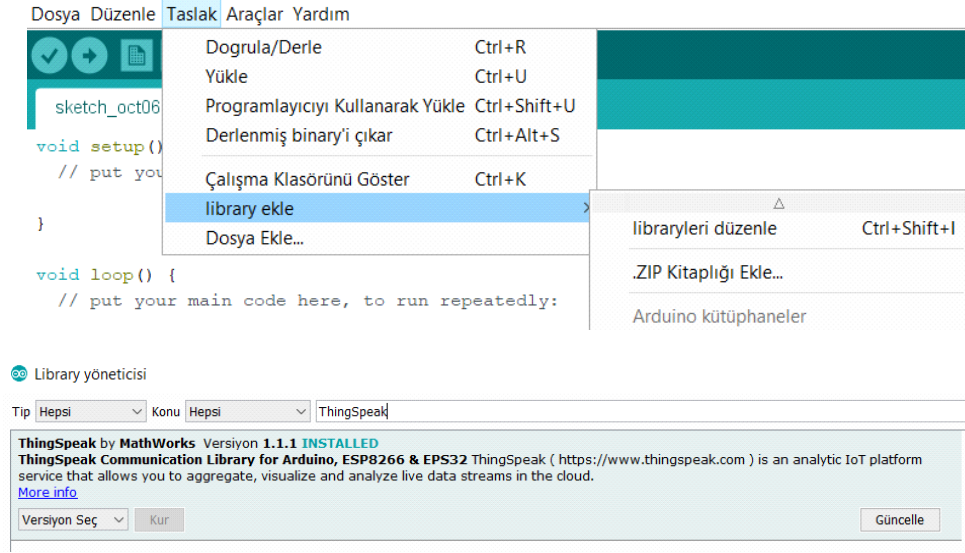 Dosya Düzenle Taslak Araçlar Yardım
Dogrula/Derle Ctrl+R
Yükle Ctrl+U
Programlayıcıyı Kullanarak Yükle Ctrl+Shift+U
Derlenmiş binary'i çıkar Ctrl+Alt+S
Çalışma Klasörünü Göster Ctrl+K
library ekle
Dosya Ekle...
libraryleri düzenle Ctrl+Shift+I
.ZIP Kitaplığı Ekle...
Arduino kütüphaneler
sketch_oct06
void setup()
// put you
}
void loop() {
// put your main code here, to run repeatedly:
Library yöneticisi
Tip Hepsi Konu Hepsi ThingSpeak
ThingSpeak by MathWorks Versiyon 1.1.1 INSTALLED
ThingSpeak Communication Library for Arduino, ESP8266 & EPS32 ThingSpeak ( https://www.thingspeak.com ) is an analytic IoT platform
service that allows you to aggregate, visualize and analyze live data streams in the cloud.
More info
Versiyon Seç Kur Güncelle